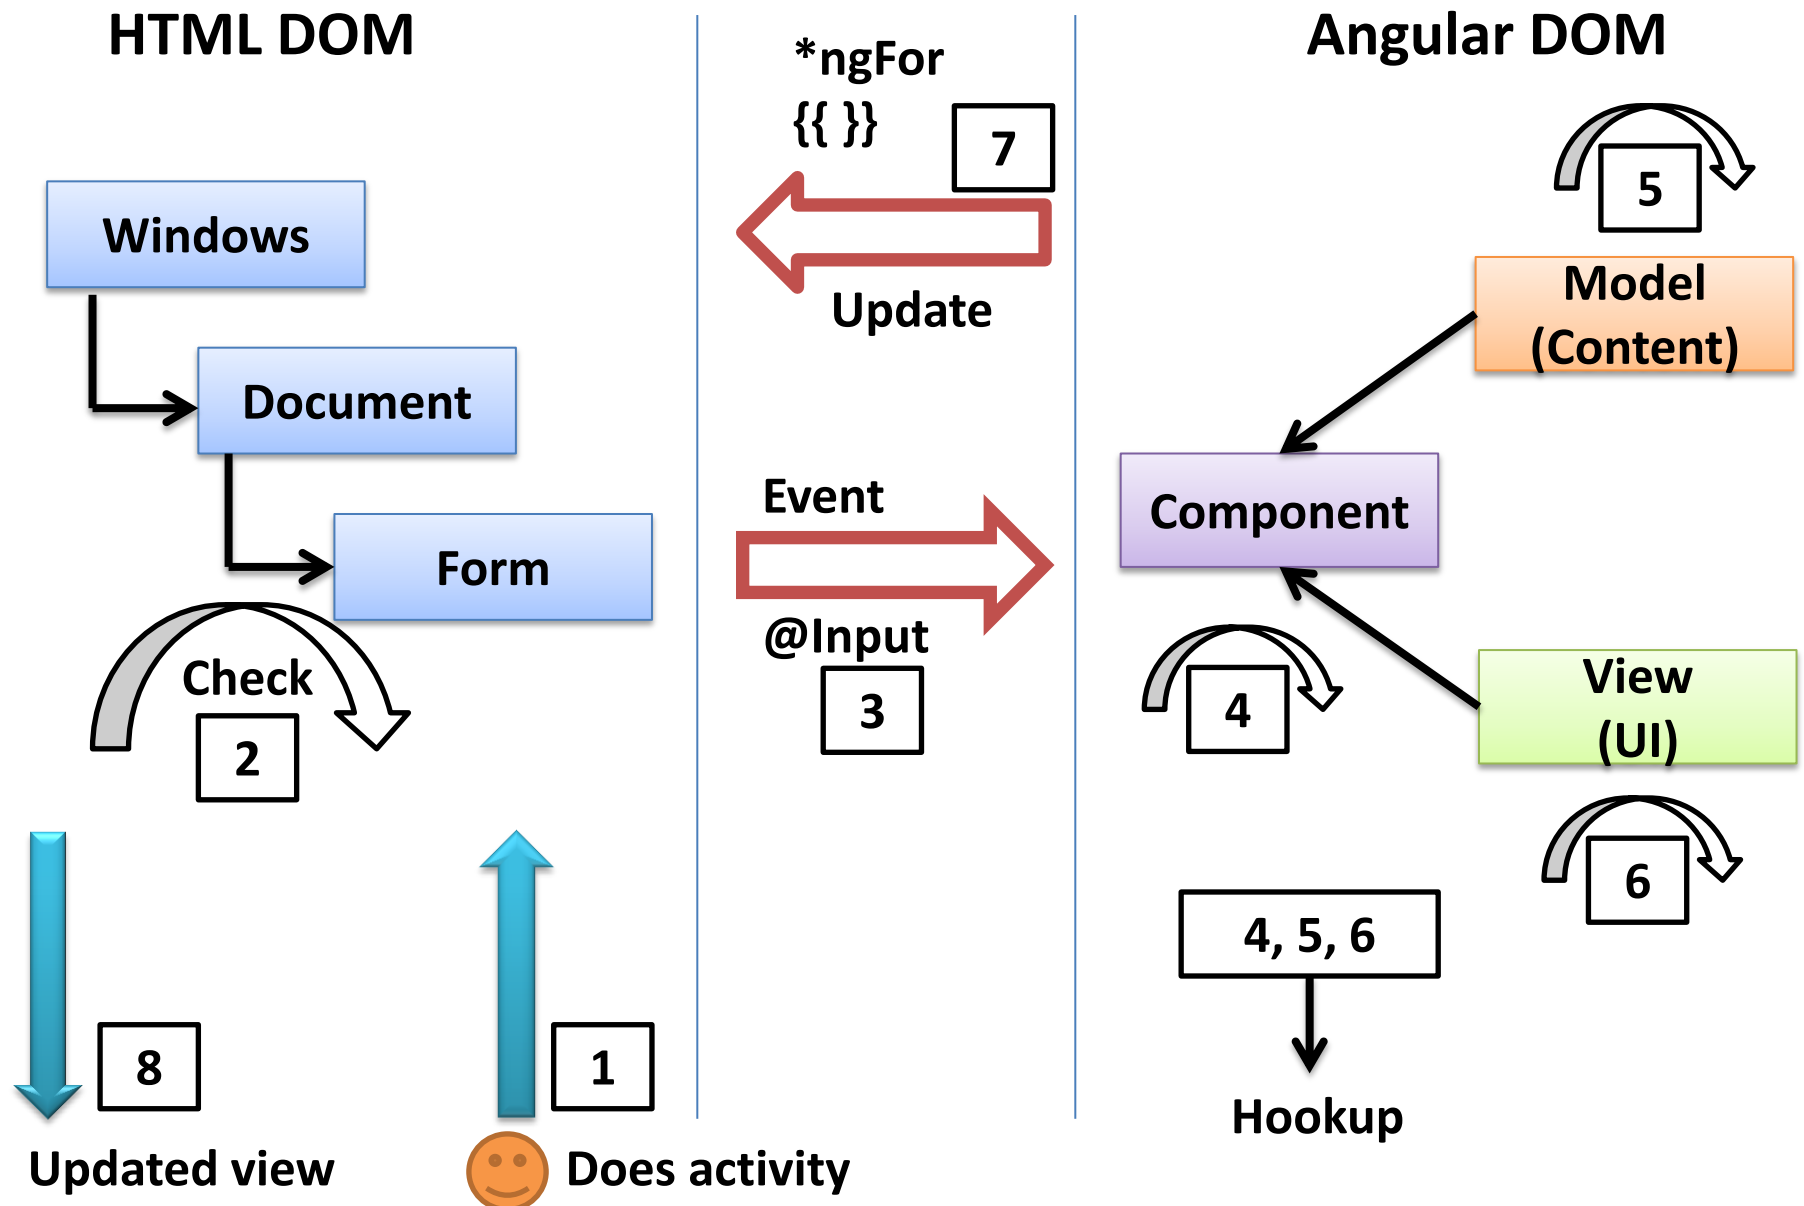 HTML DOM
*ngFor
{{ }}
7
Update
Angular DOM
5
Windows
Document
Form
Check
2
Event
@Input
3
Model
(Content)
Component
4
View
(UI)
6
4, 5, 6
Hookup
8
1
Updated view
Does activity